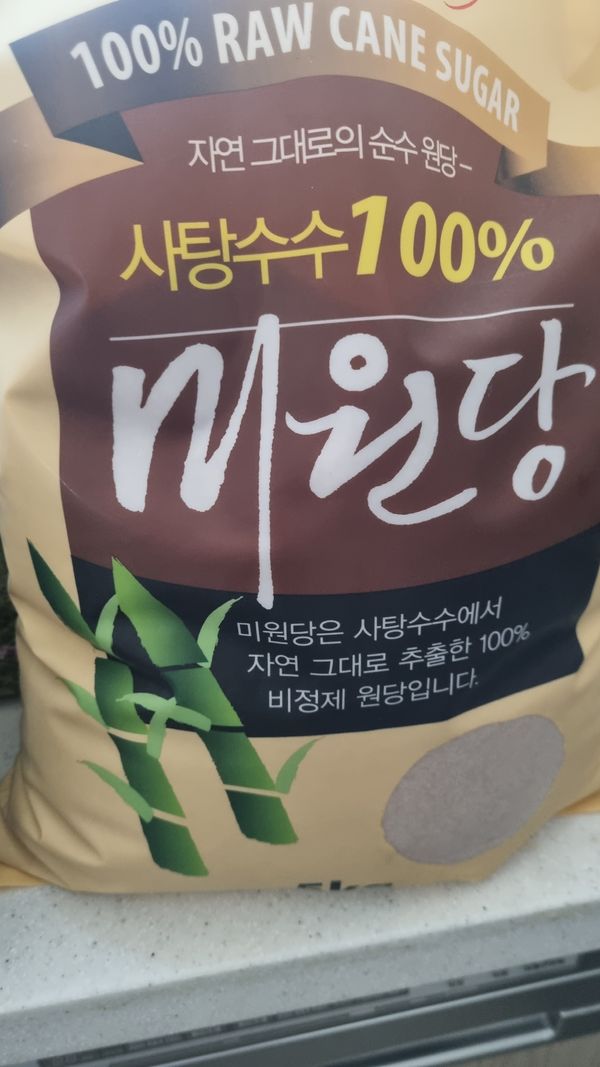 100% RAW CANE SUGAR
자연 그대로의 순수 원당
사탕수수100%
미원당
미원당은 사탕수수에서
자연 그대로 추출한 100%
비정제 원당입니다.